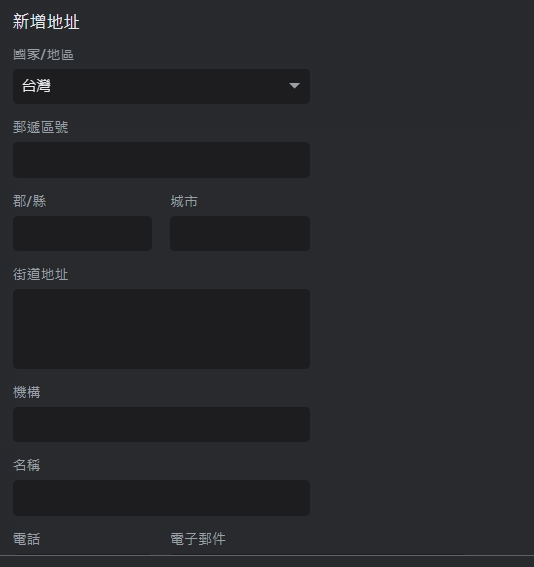 新增地址
國家/地區
台灣
郵遞區號
郡/縣 城市
街道地址
機構
名稱
電話 電子郵件